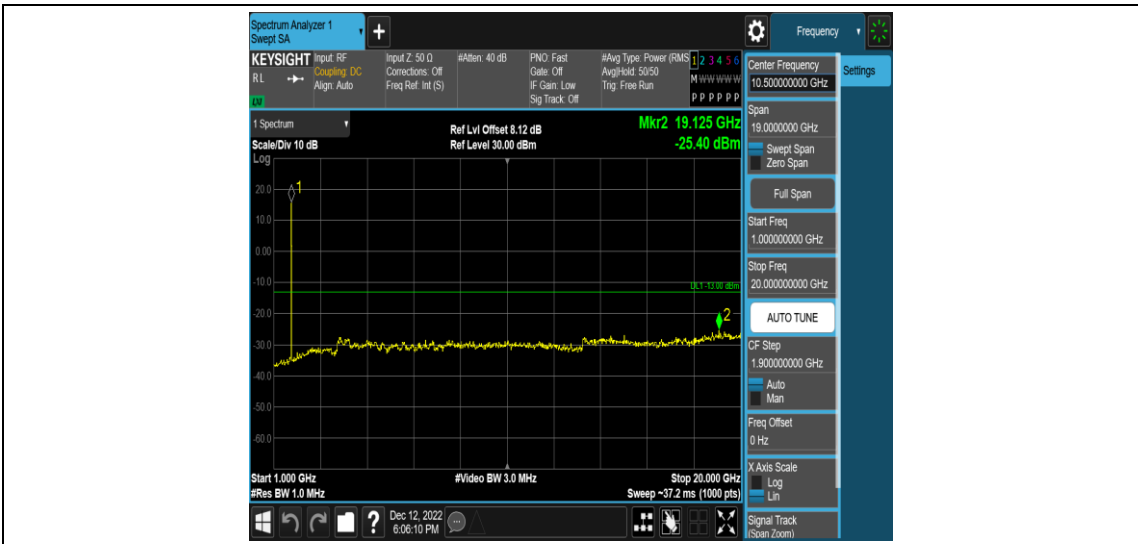 Spectrum Analyzer 1
Swept SA
+
Frequency
KEYSIGHT
RL
LXI
Input: RF
Coupling: DC
Align: Auto
Input Z: 50 Ω
Corrections: Off
Freq Ref: Int (S)
#Atten: 40 dB
PNO: Fast
Gate: Off
IF Gain: Low
Sig Track: Off
#Avg Type: Power (RMS
Avg|Hold: 50/50
Trig: Free Run
1 2 3 4 5 6
M W W W W W
P P P P P P
1 Spectrum
Scale/Div 10 dB
Log
Ref Lvl Offset 8.12 dB
Ref Level 30.00 dBm
Mkr2 19.125 GHz
-25.40 dBm
20.0
10.0
0.00
-10.0
-20.0
-30.0
-40.0
-50.0
-60.0
1
DL1 -13.00 dBm
2
Start 1.000 GHz
#Res BW 1.0 MHz
#Video BW 3.0 MHz
Stop 20.000 GHz
Sweep ~37.2 ms (1000 pts)
?
Dec 12, 2022
6:06:10 PM
Center Frequency
10.500000000 GHz
Settings
Span
19.0000000 GHz
Swept Span
Zero Span
Full Span
Start Freq
1.000000000 GHz
Stop Freq
20.000000000 GHz
AUTO TUNE
CF Step
1.900000000 GHz
Auto
Man
Freq Offset
0 Hz
X Axis Scale
Log
Lin
Signal Track
(Span Zoom)